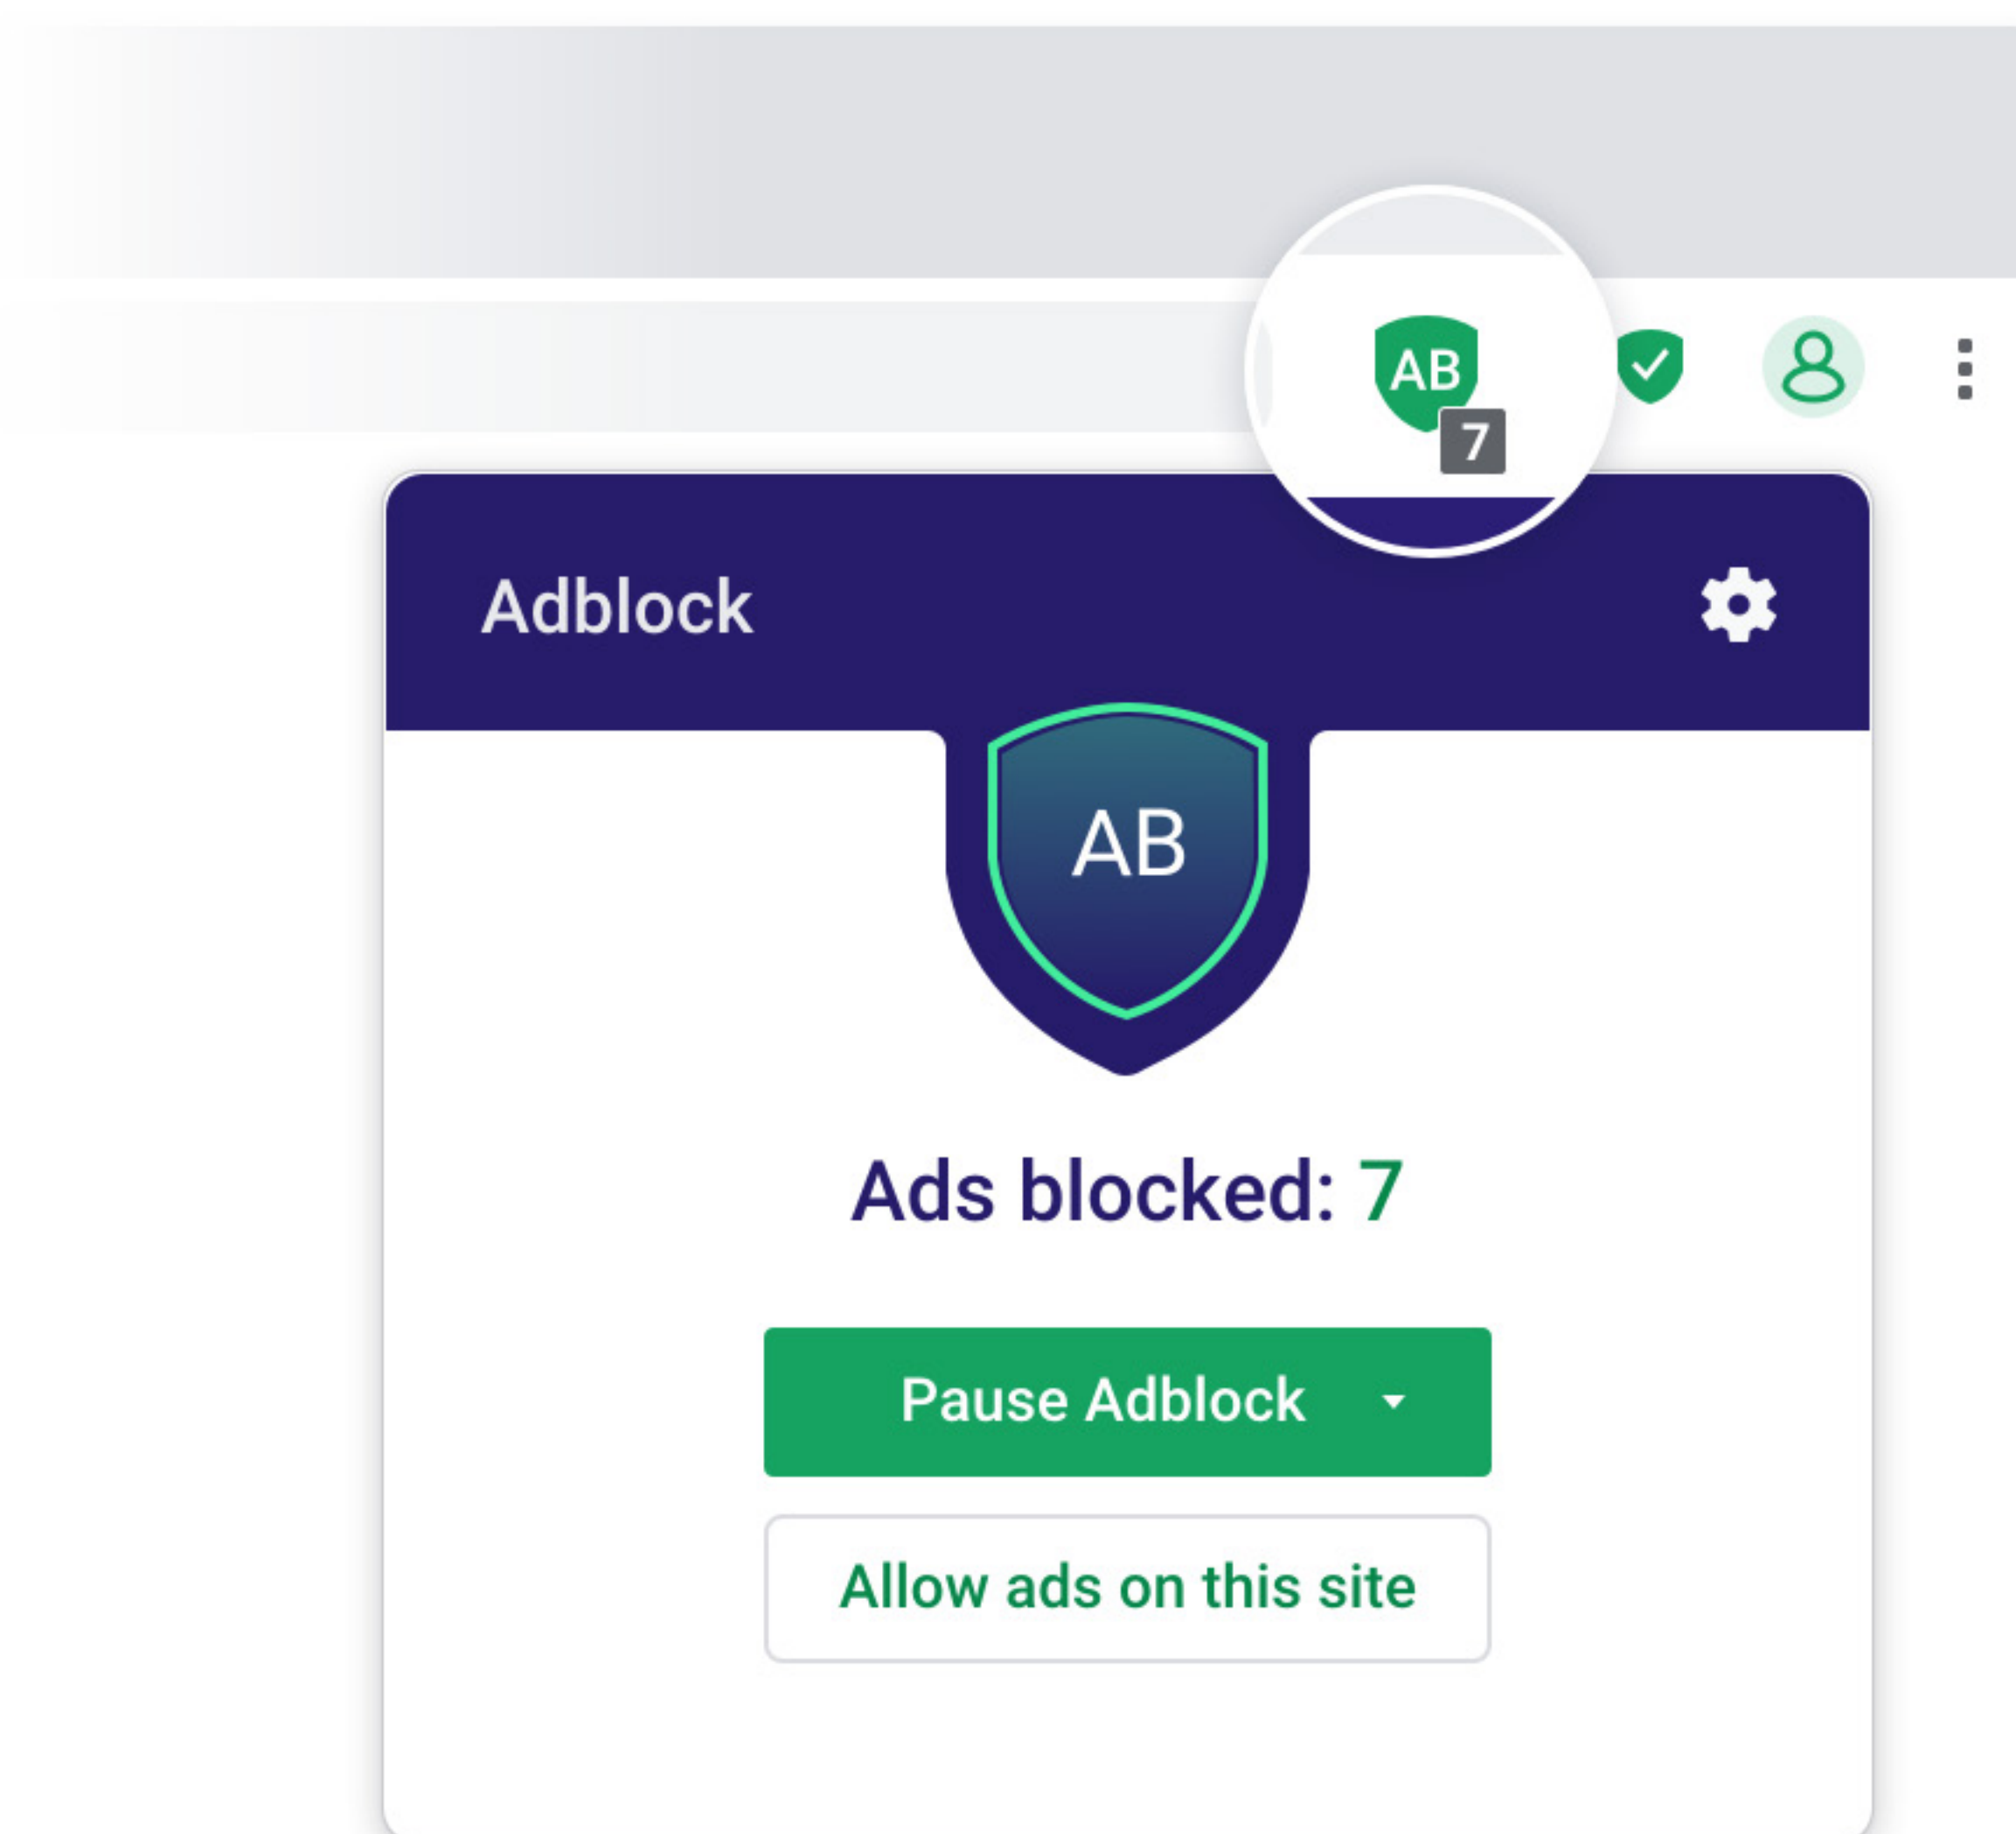 AB
7
Adblock
AB
Ads blocked: 7
Pause Adblock
Allow ads on this site